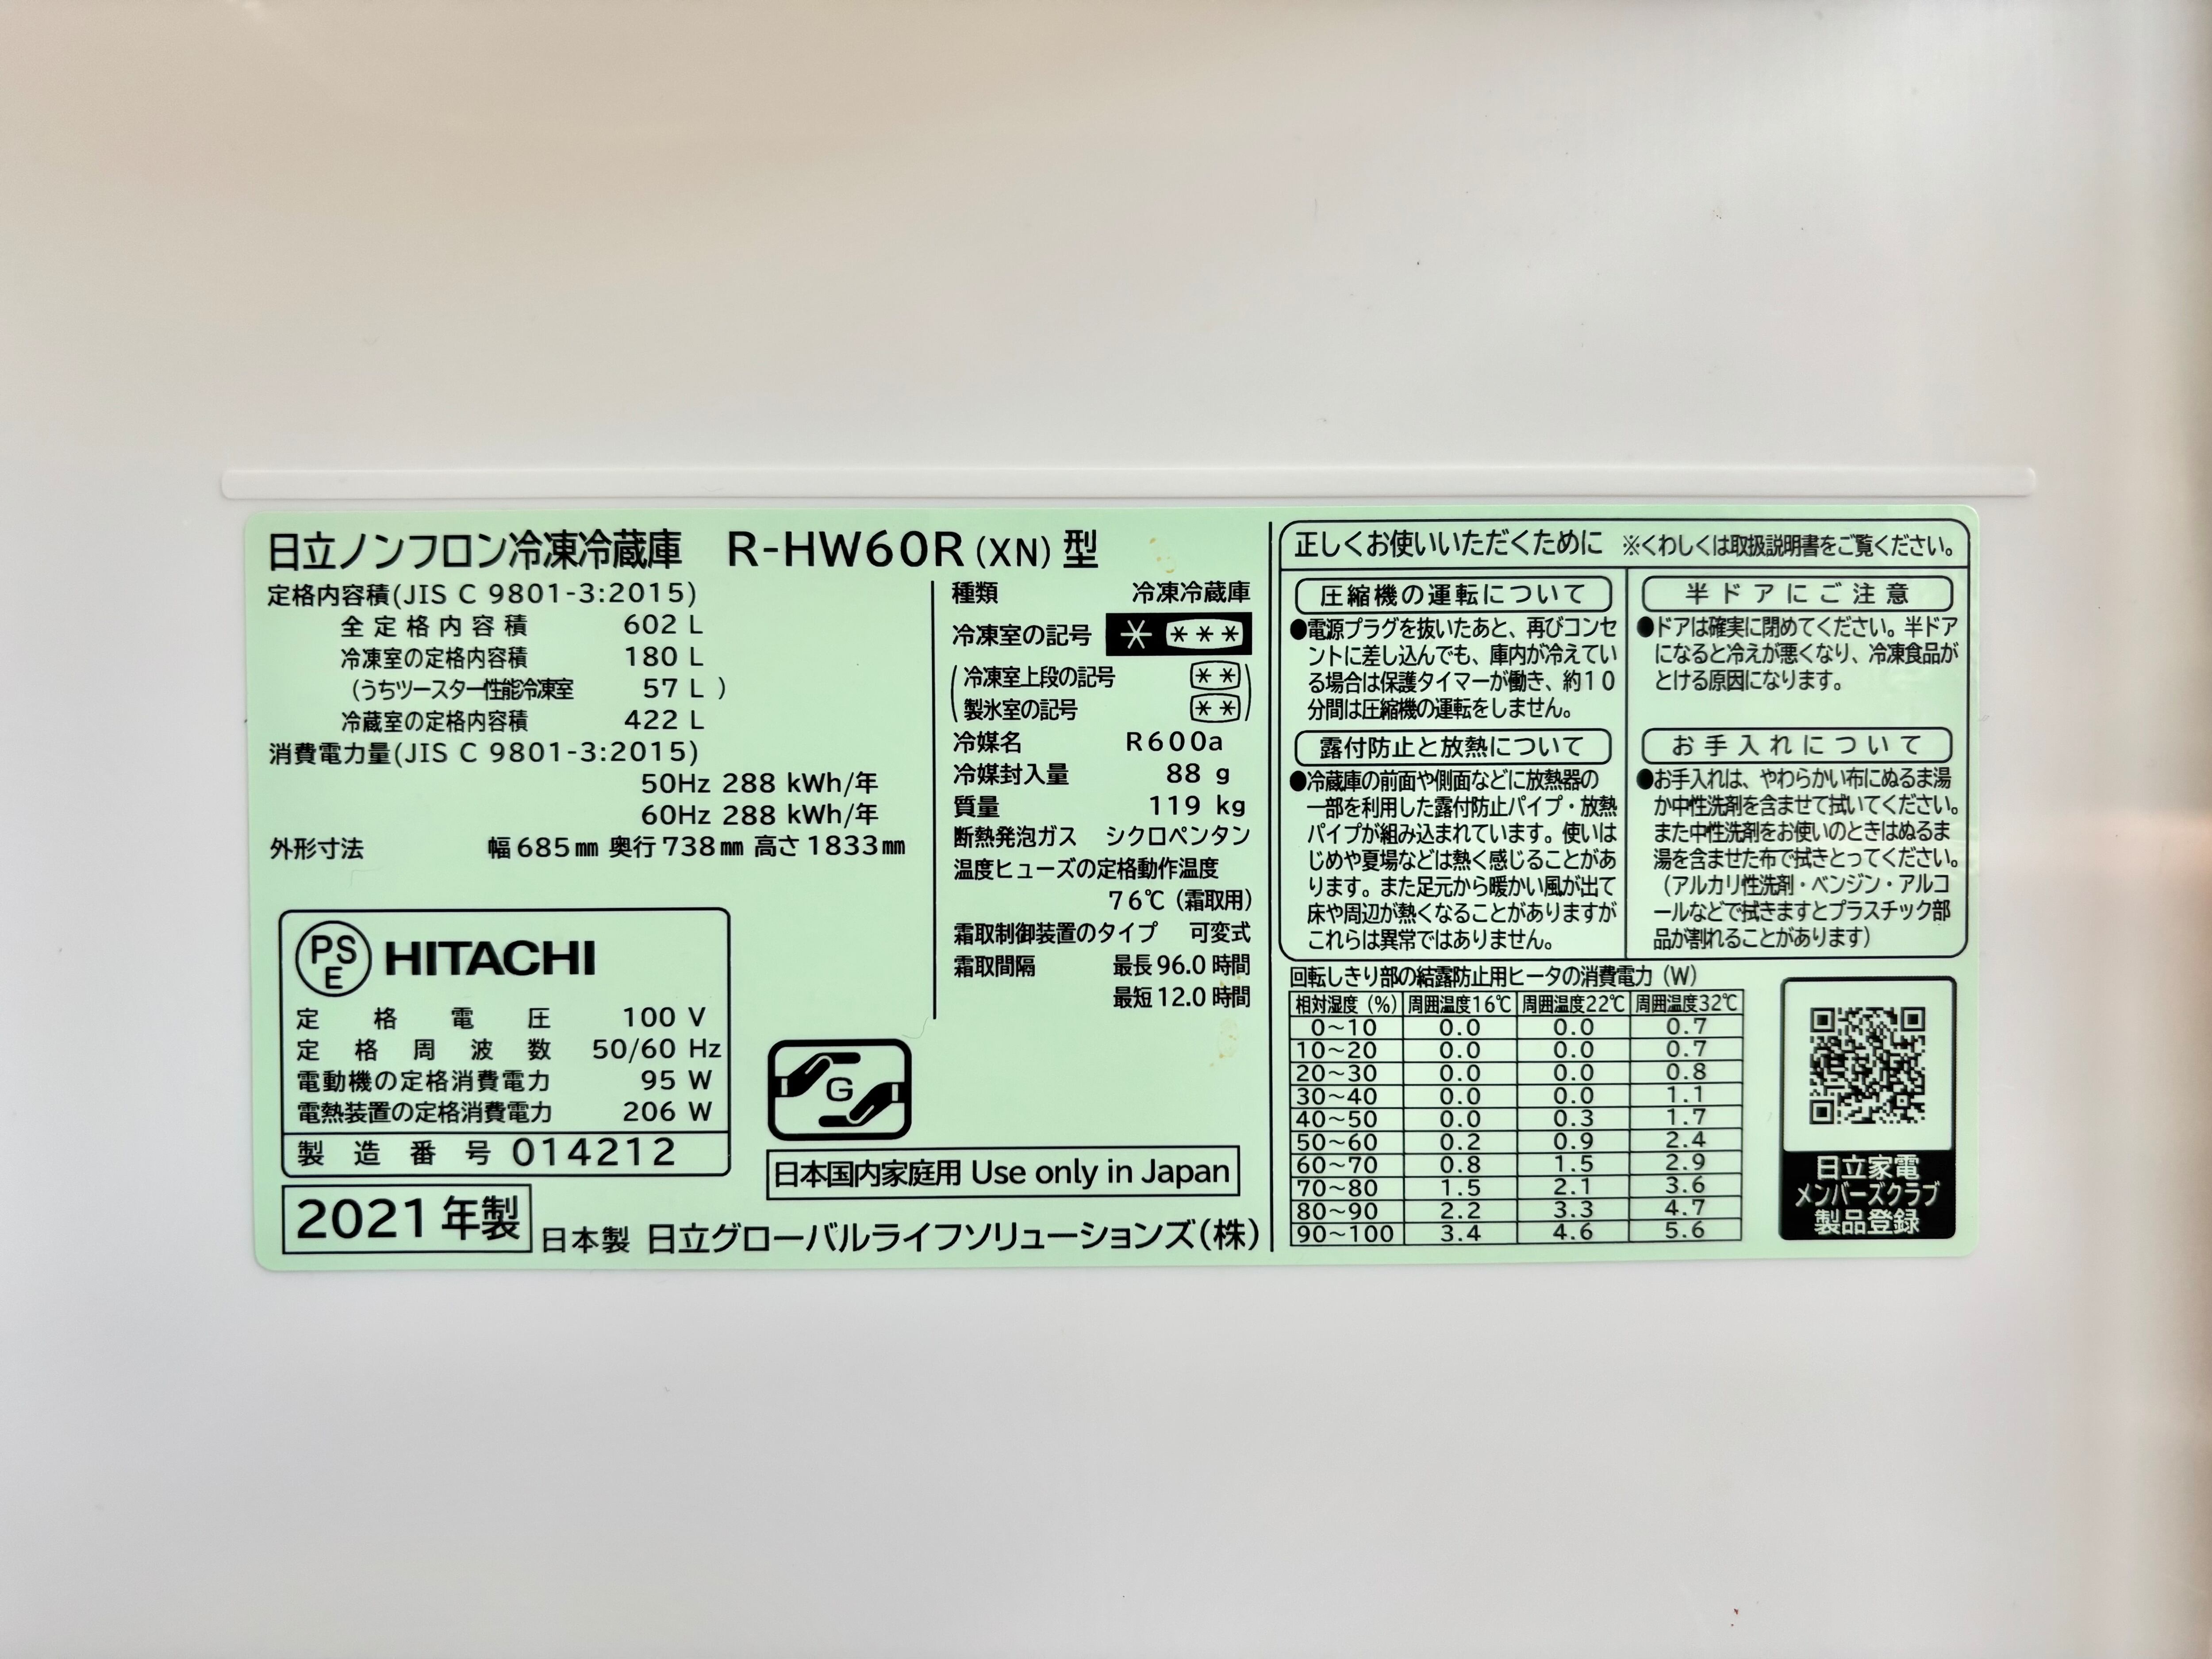 日立ノンフロン冷凍冷蔵庫 R-HW60R(XN)型
定格内容積(JIS C 9801-3:2015)
全定格内容積 602 L
冷凍室の定格内容積 180 L
(うちツースター性能冷凍室 57 L )
冷蔵室の定格内容積 422 L
消費電力量(JIS C 9801-3:2015)
50Hz 288 kWh/年
60Hz 288 kWh/年
外形寸法 幅685㎜ 奥行738㎜ 高さ1833㎜
PS
E
HITACHI
定格電圧 100 V
定格周波数 50/60 Hz
電動機の定格消費電力 95 W
電熱装置の定格消費電力 206 W
製造番号 014212
2021年製
日本製 日立グローバルライフソリューションズ(株)
種類 冷凍冷蔵庫
冷凍室の記号 * ***
(冷凍室上段の記号 **
製氷室の記号 **)
冷媒名 R600a
冷媒封入量 88 g
質量 119 kg
断熱発泡ガス シクロペンタン
温度ヒューズの定格動作温度
76℃(霜取用)
霜取制御装置のタイプ 可変式
霜取間隔 最長96.0時間
最短12.0時間
G
日本国内家庭用 Use only in Japan
正しくお使いいただくために ※くわしくは取扱説明書をご覧ください。
圧縮機の運転について
●電源プラグを抜いたあと、再びコンセ
ントに差し込んでも、庫内が冷えてい
る場合は保護タイマーが働き、約10
分間は圧縮機の運転をしません。
露付防止と放熱について
●冷蔵庫の前面や側面などに放熱器の
一部を利用した露付防止パイプ・放熱
パイプが組み込まれています。使いは
じめや夏場などは熱く感じることがあ
ります。また足元から暖かい風が出て
床や周辺が熱くなることがありますが
これらは異常ではありません。
半ドアにご注意
●ドアは確実に閉めてください。半ドア
になると冷えが悪くなり、冷凍食品が
とける原因になります。
お手入れについて
●お手入れは、やわらかい布にぬるま湯
か中性洗剤を含ませて拭いてください。
また中性洗剤をお使いのときはぬるま
湯を含ませた布で拭きとってください。
(アルカリ性洗剤・ベンジン・アルコ
ールなどで拭きますとプラスチック部
品が割れることがあります)
回転しきり部の結露防止用ヒータの消費電力(W)
相対湿度(%) 周囲温度16℃ 周囲温度22℃ 周囲温度32℃
0~10 0.0 0.0 0.7
10~20 0.0 0.0 0.7
20~30 0.0 0.0 0.8
30~40 0.0 0.0 1.1
40~50 0.0 0.3 1.7
50~60 0.2 0.9 2.4
60~70 0.8 1.5 2.9
70~80 1.5 2.1 3.6
80~90 2.2 3.3 4.7
90~100 3.4 4.6 5.6
日立家電
メンバーズクラブ
製品登録